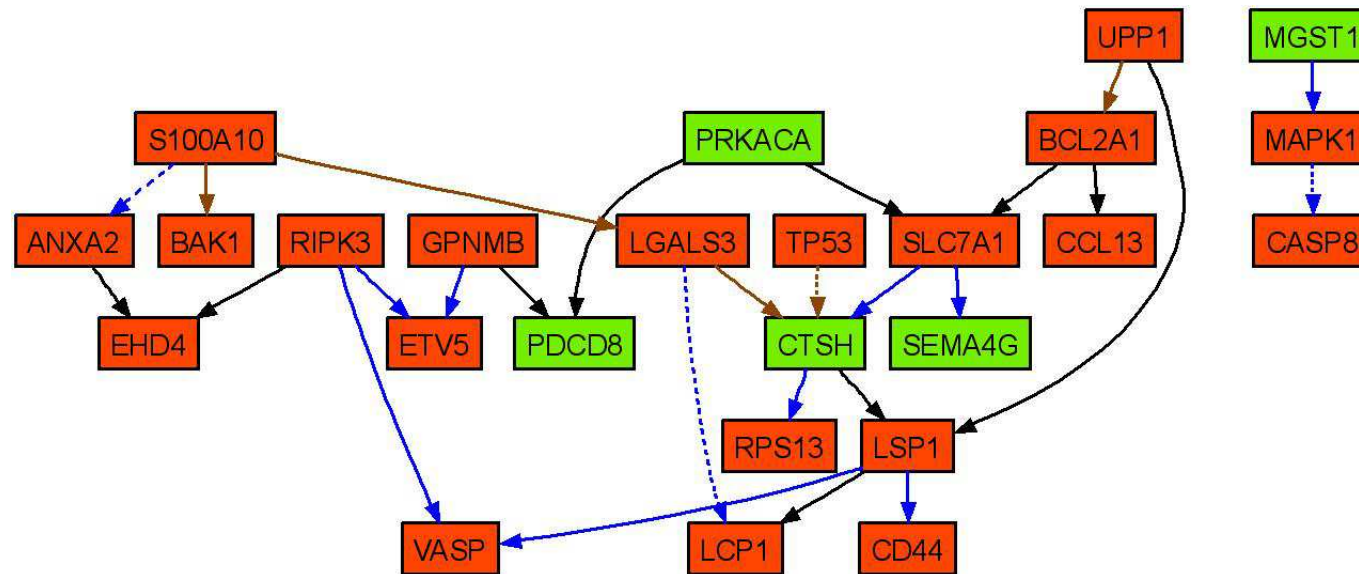 UPP1
MGST1
S100A10
PRKACA
BCL2A1
MAPK1
ANXA2
BAK1
RIPK3
GPNMB
LGALS3
TP53
SLC7A1
CCL13
CASP8
EHD4
ETV5
PDCD8
CTSH
SEMA4G
RPS13
LSP1
VASP
LCP1
CD44